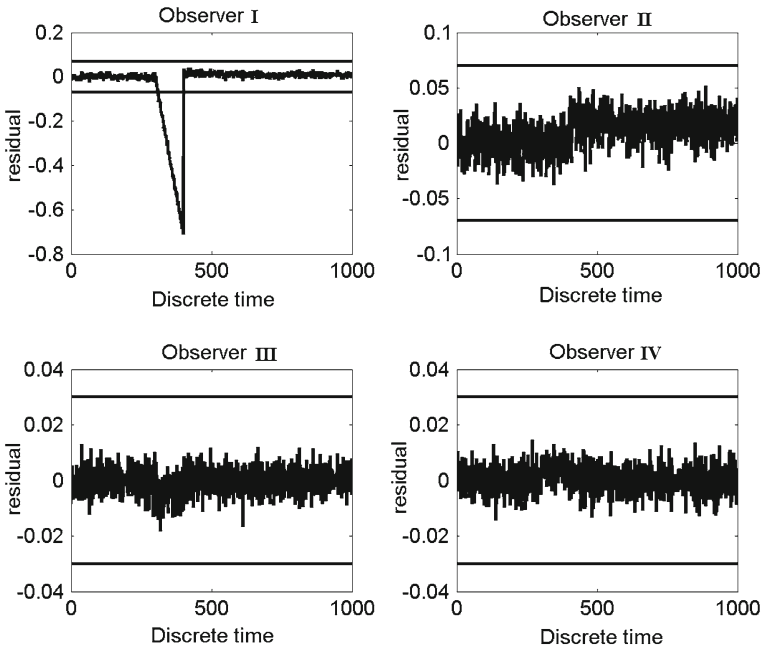 Observer I
0.2
0
-0.2
-0.4
-0.6
-0.8
residual
0 500 1000
Discrete time
Observer II
0.1
0.05
0
-0.05
-0.1
residual
0 500 1000
Discrete time
Observer III
0.04
0.02
0
-0.02
-0.04
residual
0 500 1000
Discrete time
Observer IV
0.04
0.02
0
-0.02
-0.04
residual
0 500 1000
Discrete time